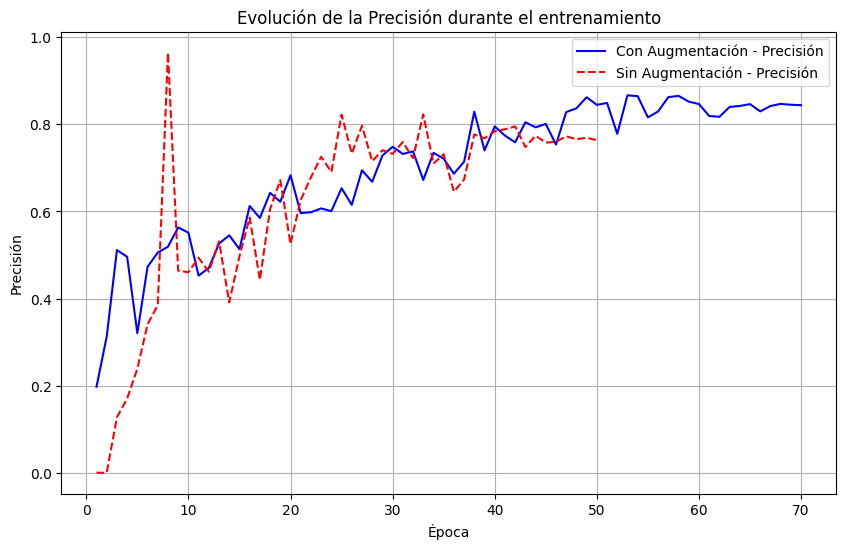 Evolución de la Precisión durante el entrenamiento
Con Augmentación - Precisión
Sin Augmentación - Precisión
Precisión
1.0
0.8
0.6
0.4
0.2
0.0
0 10 20 30 40 50 60 70
Época